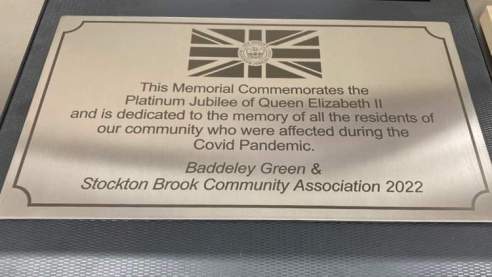 This Memorial Commemorates the
Platinum Jubilee of Queen Elizabeth II
and is dedicated to the memory of all the residents of
our community who were affected during the
Covid Pandemic.
Baddeley Green &
Stockton Brook Community Association 2022